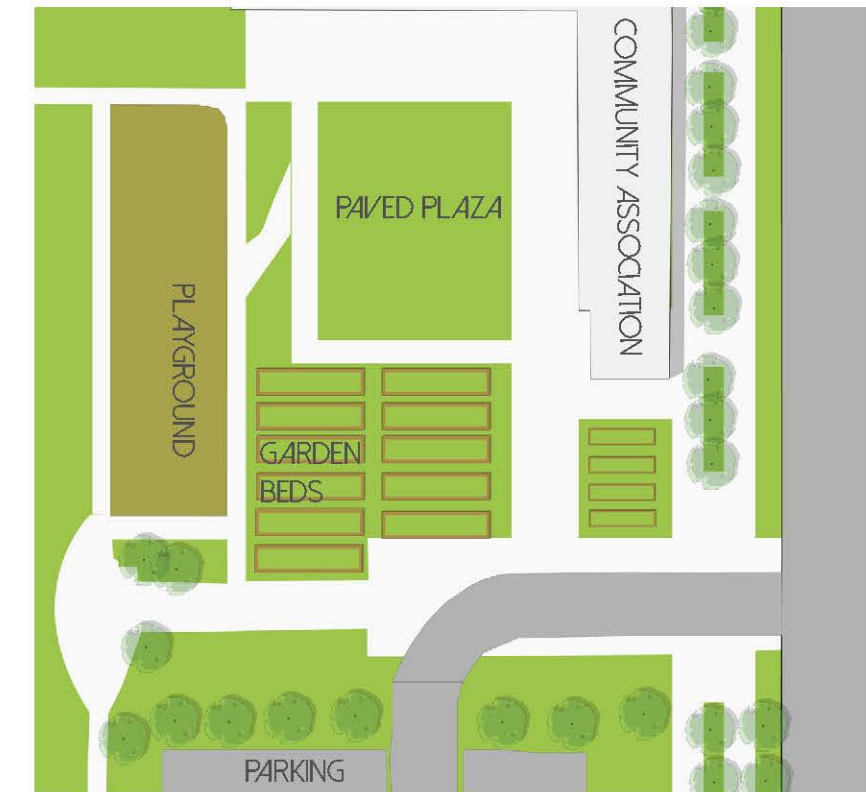 COMMUNITY ASSOCIATION
PAVED PLAZA
PLAYGROUND
GARDEN
BEDS
PARKING